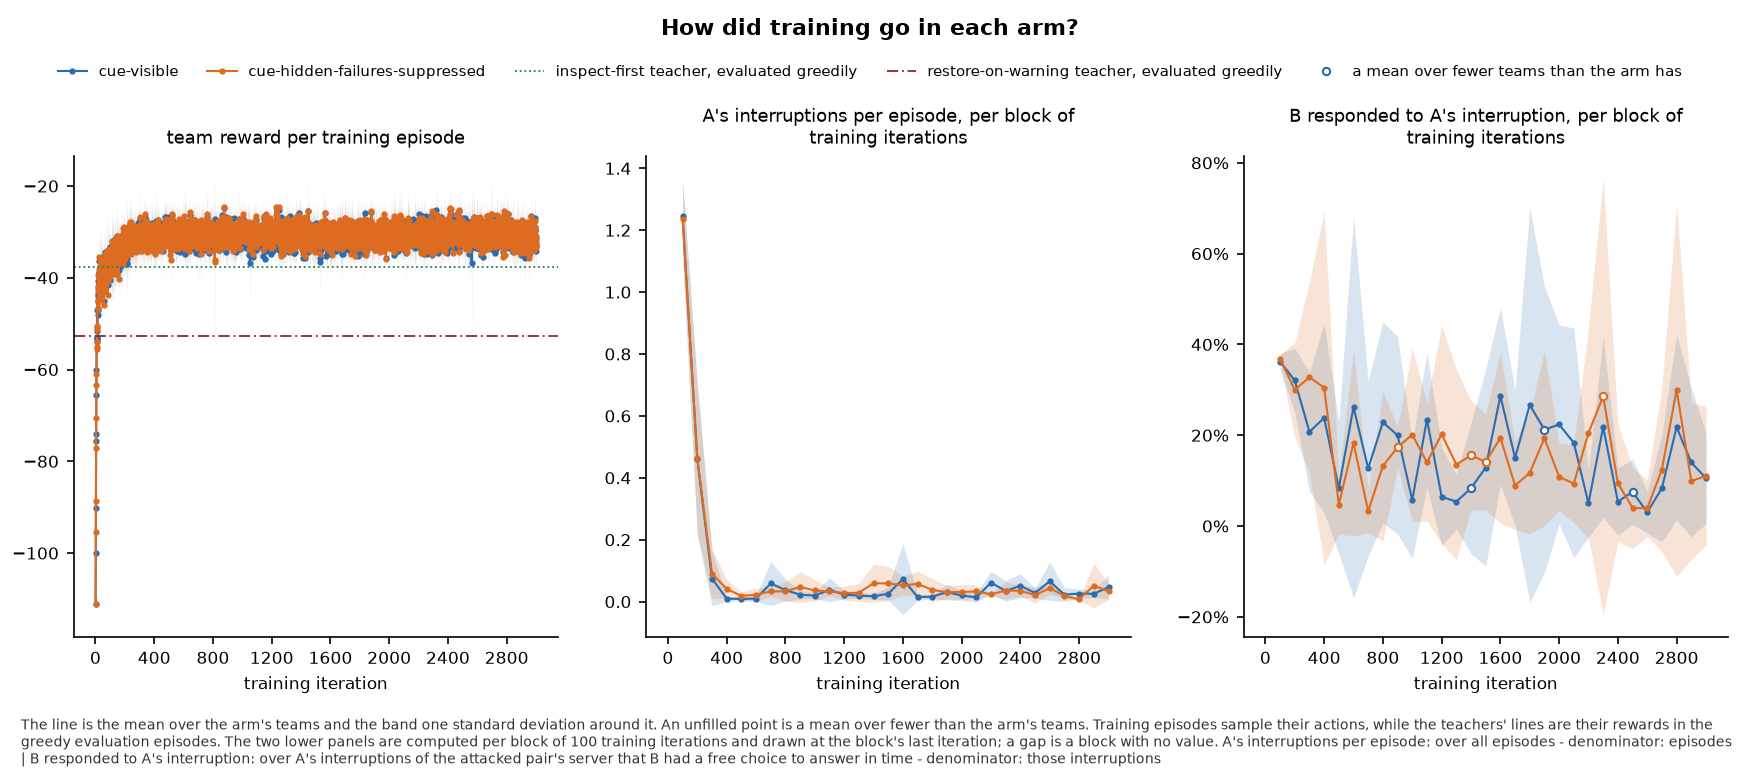 How did training go in each arm?
cue-visible
cue-hidden-failures-suppressed
inspect-first teacher, evaluated greedily
restore-on-warning teacher, evaluated greedily
a mean over fewer teams than the arm has
team reward per training episode
−20
−40
−60
−80
−100
0 400 800 1200 1600 2000 2400 2800
training iteration
A's interruptions per episode, per block of
training iterations
1.4
1.2
1.0
0.8
0.6
0.4
0.2
0.0
0 400 800 1200 1600 2000 2400 2800
training iteration
B responded to A's interruption, per block of
training iterations
80%
60%
40%
20%
0%
−20%
0 400 800 1200 1600 2000 2400 2800
training iteration
The line is the mean over the arm's teams and the band one standard deviation around it. An unfilled point is a mean over fewer than the arm's teams. Training episodes sample their actions, while the teachers' lines are their rewards in the
greedy evaluation episodes. The two lower panels are computed per block of 100 training iterations and drawn at the block's last iteration; a gap is a block with no value. A's interruptions per episode: over all episodes - denominator: episodes
| B responded to A's interruption: over A's interruptions of the attacked pair's server that B had a free choice to answer in time - denominator: those interruptions